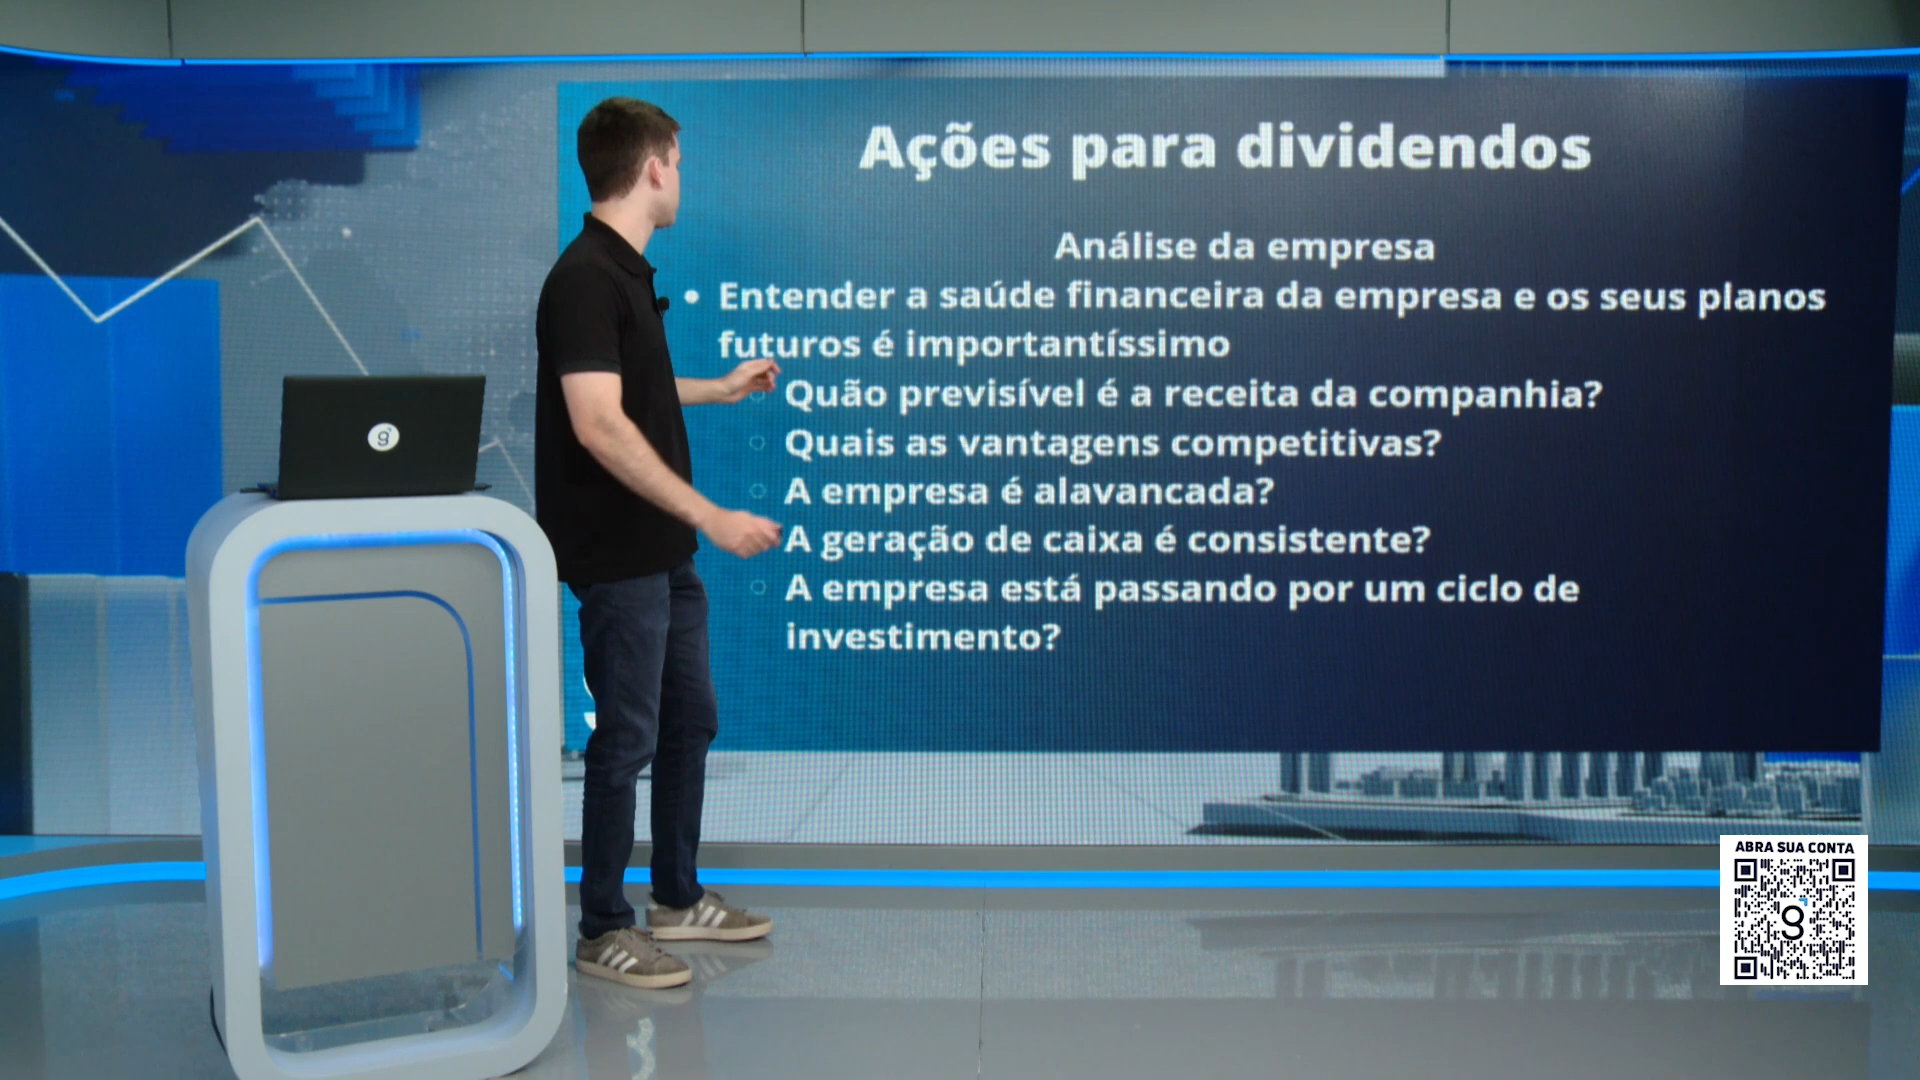 Ações para dividendos
Análise da empresa
• Entender a saúde financeira da empresa e os seus planos
futuros é importantíssimo
Quão previsível é a receita da companhia?
Quais as vantagens competitivas?
A empresa é alavancada?
A geração de caixa é consistente?
A empresa está passando por um ciclo de
investimento?
ABRA SUA CONTA
g
g